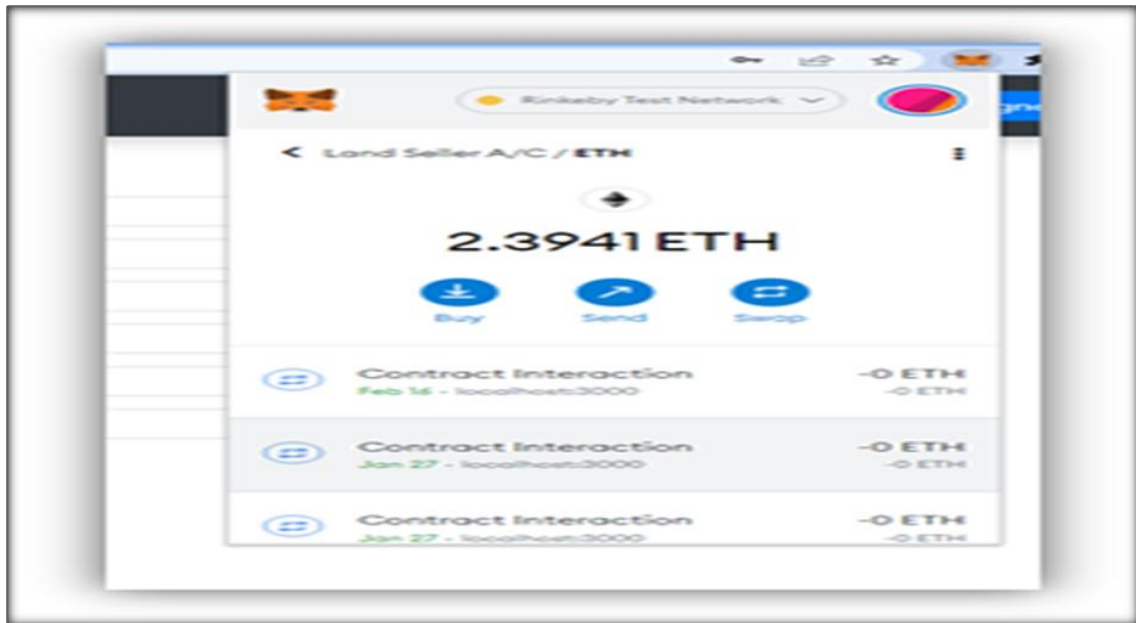 Rinkeby Test Network
Land Seller A/C / ETH
2.3941 ETH
Buy Send Swap
Contract Interaction -0 ETH
Feb 16 - localhost:3000 -0 ETH
Contract Interaction -0 ETH
Jan 27 - localhost:3000 -0 ETH
Contract Interaction -0 ETH
Jan 27 - localhost:3000 -0 ETH